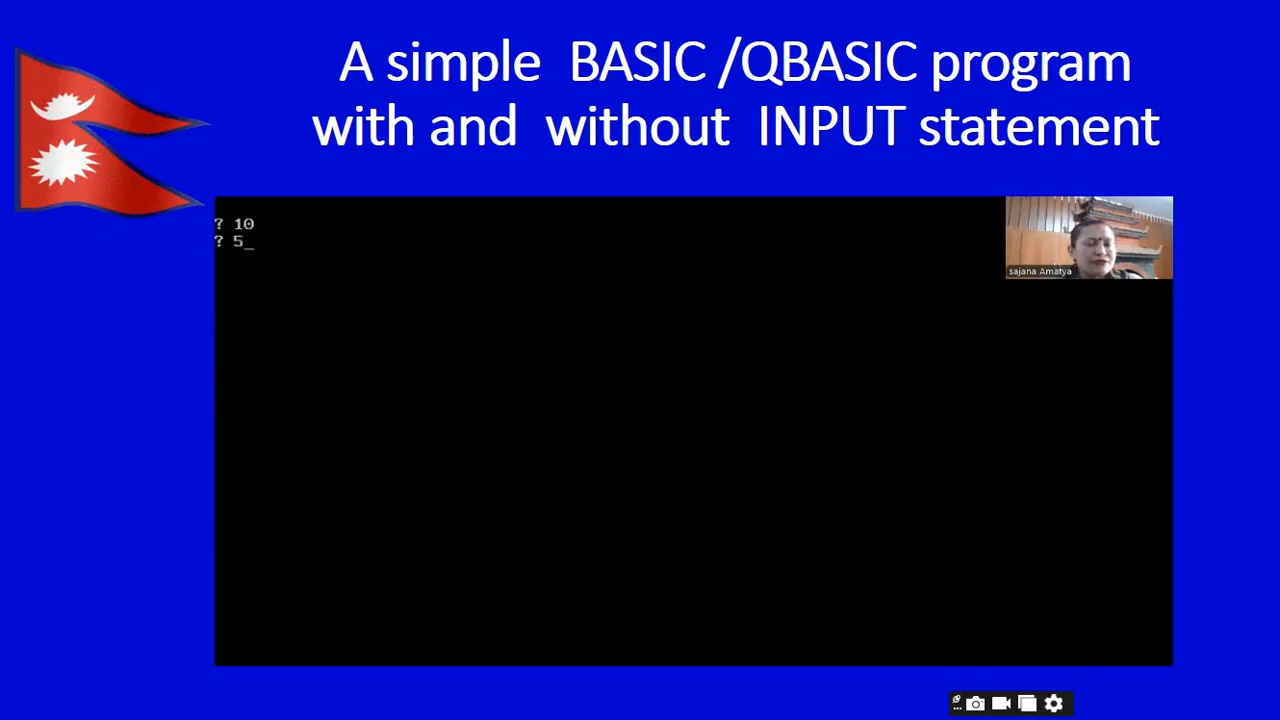 A simple BASIC /QBASIC program
with and without INPUT statement
? 10
? 5_
sajana Amatya